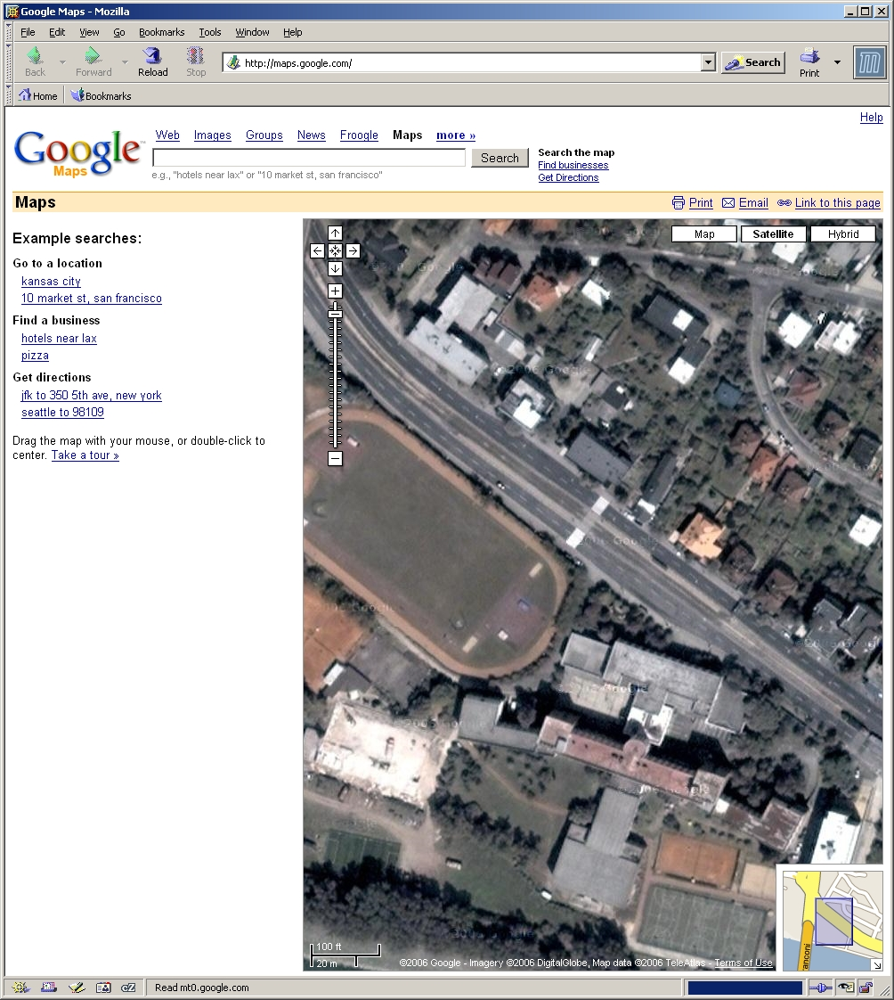 Google Maps - Mozilla
File Edit View Go Bookmarks Tools Window Help
Back Forward Reload Stop http://maps.google.com/ Search Print
Home Bookmarks
Help
Google™ Maps
Web Images Groups News Froogle Maps more »
Search
e.g., "hotels near lax" or "10 market st, san francisco"
Search the map
Find businesses
Get Directions
Maps
Print Email Link to this page
Example searches:
Go to a location
kansas city
10 market st, san francisco
Find a business
hotels near lax
pizza
Get directions
jfk to 350 5th ave, new york
seattle to 98109
Drag the map with your mouse, or double-click to
center. Take a tour »
Map Satellite Hybrid
100 ft
20 m
©2006 Google - Imagery ©2006 DigitalGlobe, Map data ©2006 TeleAtlas - Terms of Use
Read mt0.google.com